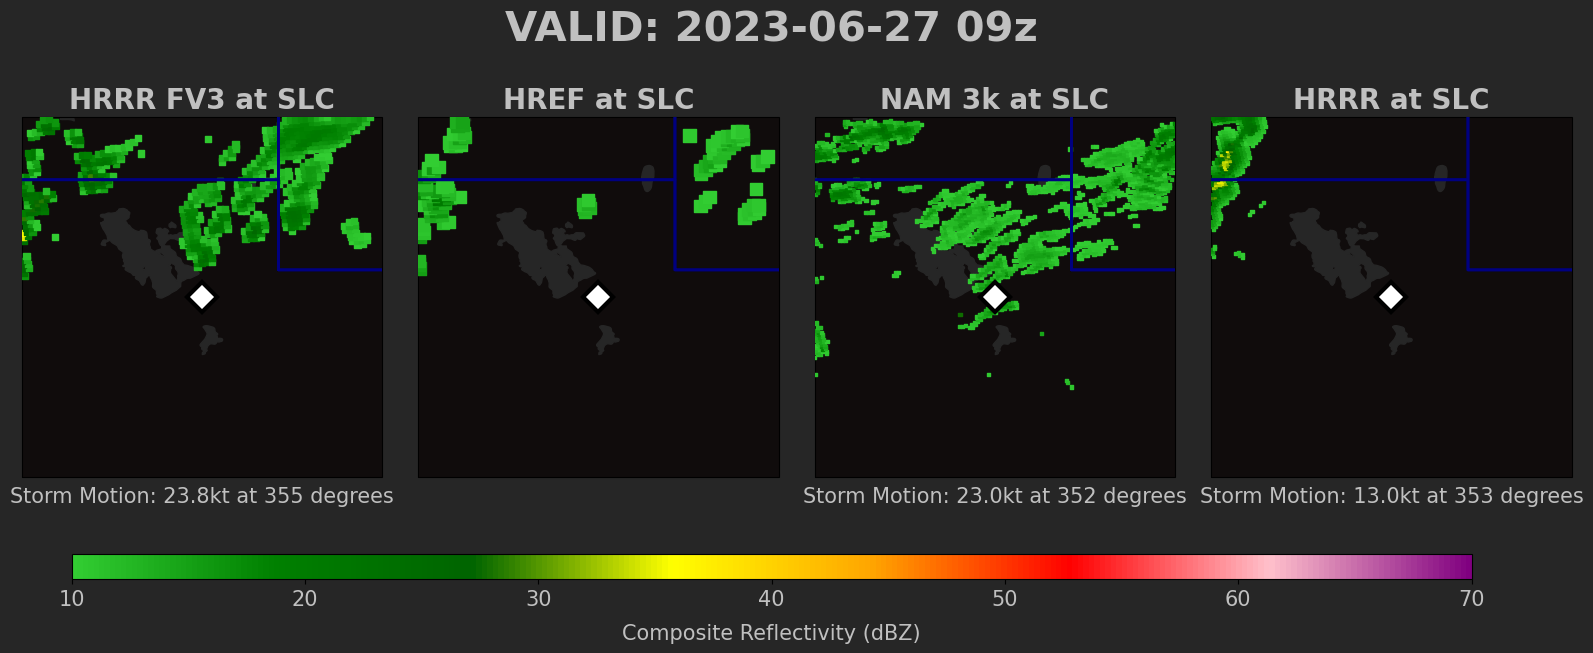 VALID: 2023-06-27 09z
HRRR FV3 at SLC
HREF at SLC
NAM 3k at SLC
HRRR at SLC
Storm Motion: 23.8kt at 355 degrees
Storm Motion: 23.0kt at 352 degrees
Storm Motion: 13.0kt at 353 degrees
10 20 30 40 50 60 70
Composite Reflectivity (dBZ)